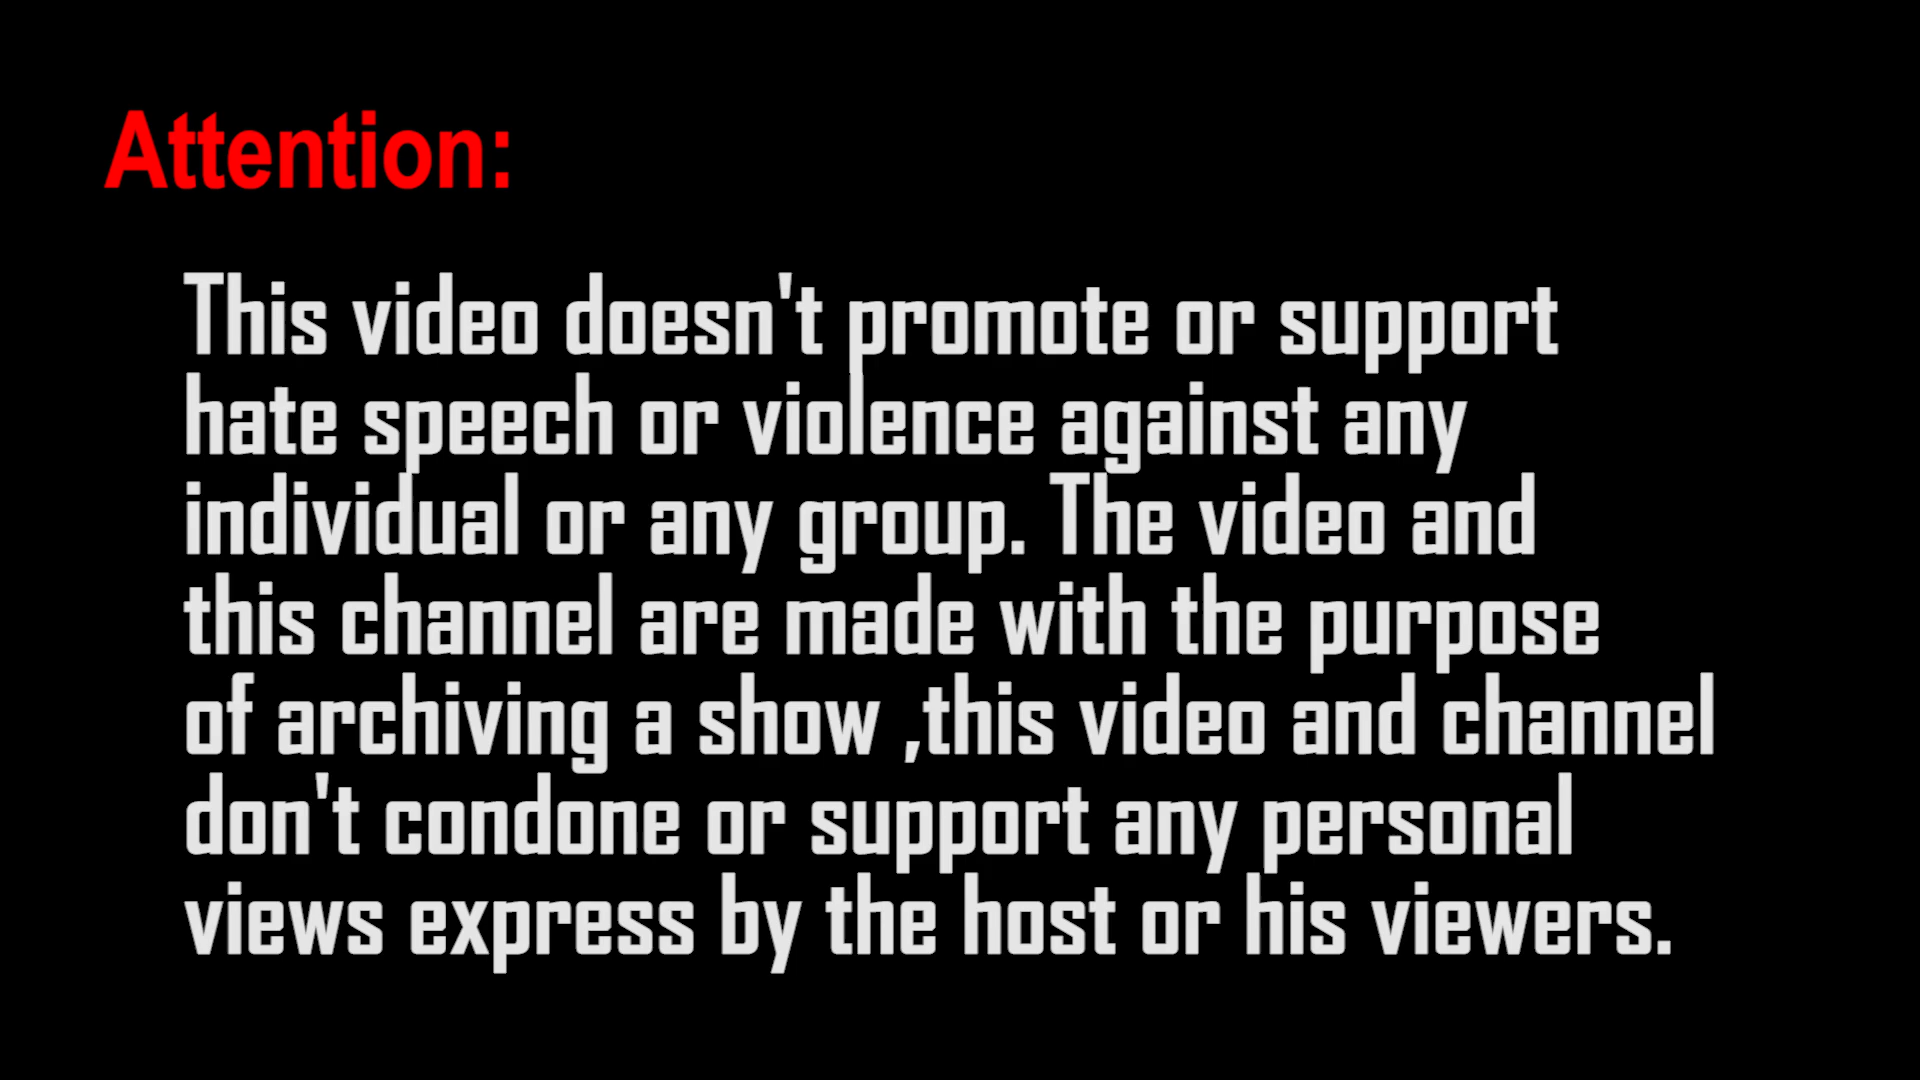 Attention:
This video doesn't promote or support
hate speech or violence against any
individual or any group. The video and
this channel are made with the purpose
of archiving a show ,this video and channel
don't condone or support any personal
views express by the host or his viewers.